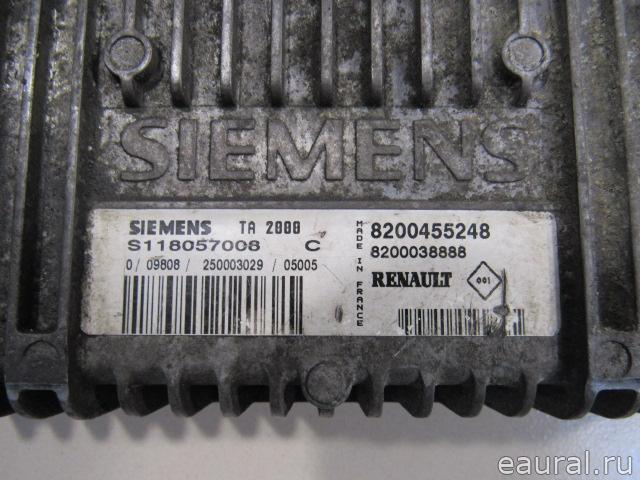 SIEMENS
SIEMENS TA 2000
S118057008 C
0/ 09808/ 250003029 /05005
MADE IN FRANCE
8200455248
8200038888
RENAULT 001
eaural.ru